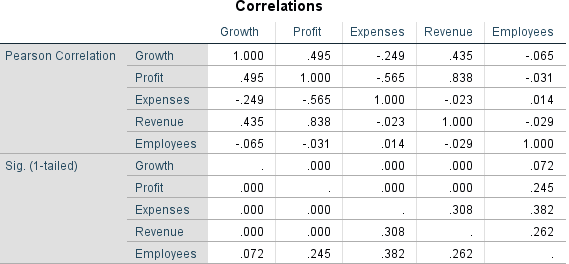 Correlations
Growth Profit Expenses Revenue Employees
Pearson Correlation Growth 1.000 .495 -.249 .435 -.065
Profit .495 1.000 -.565 .838 -.031
Expenses -.249 -.565 1.000 -.023 .014
Revenue .435 .838 -.023 1.000 -.029
Employees -.065 -.031 .014 -.029 1.000
Sig. (1-tailed) Growth . .000 .000 .000 .072
Profit .000 . .000 .000 .245
Expenses .000 .000 . .308 .382
Revenue .000 .000 .308 . .262
Employees .072 .245 .382 .262 .